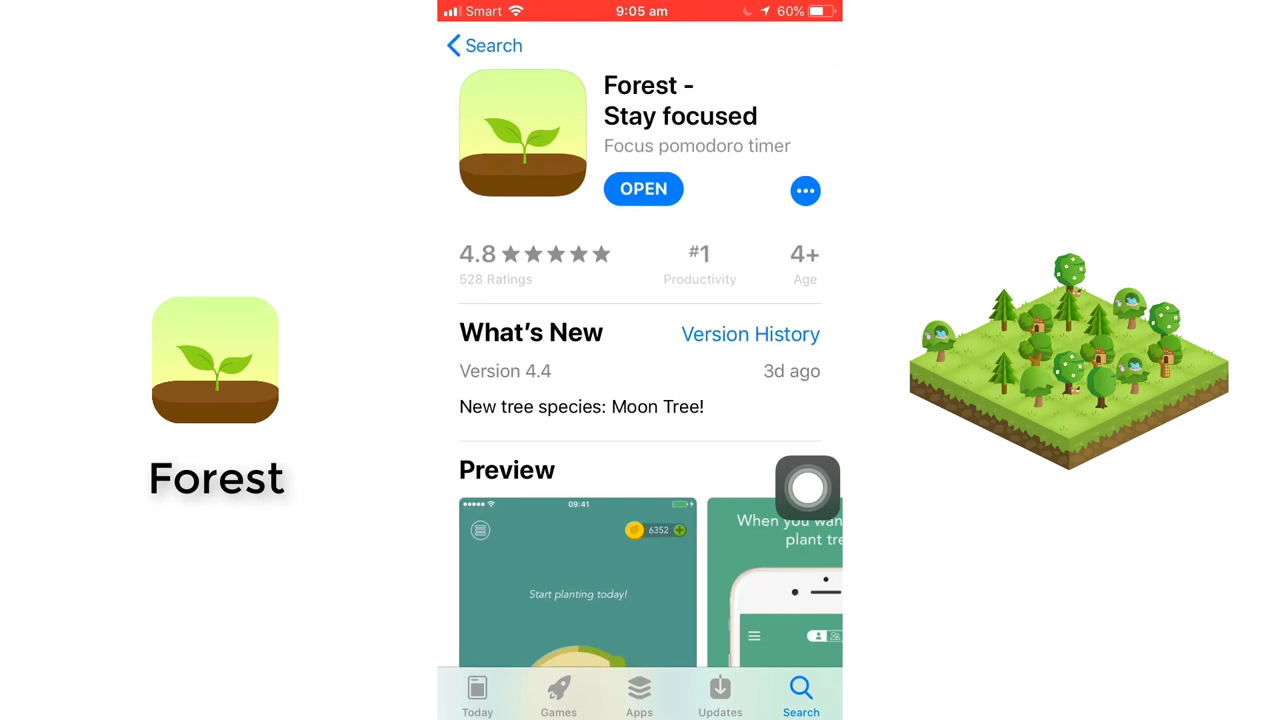 Smart 9:05 am 60%
Search
Forest -
Stay focused
Focus pomodoro timer
OPEN
4.8 #1 4+
528 Ratings Productivity Age
What's New Version History
Version 4.4 3d ago
New tree species: Moon Tree!
Preview
09:41
6352
Start planting today!
When you wan
plant tre
Today Games Apps Updates Search
Forest